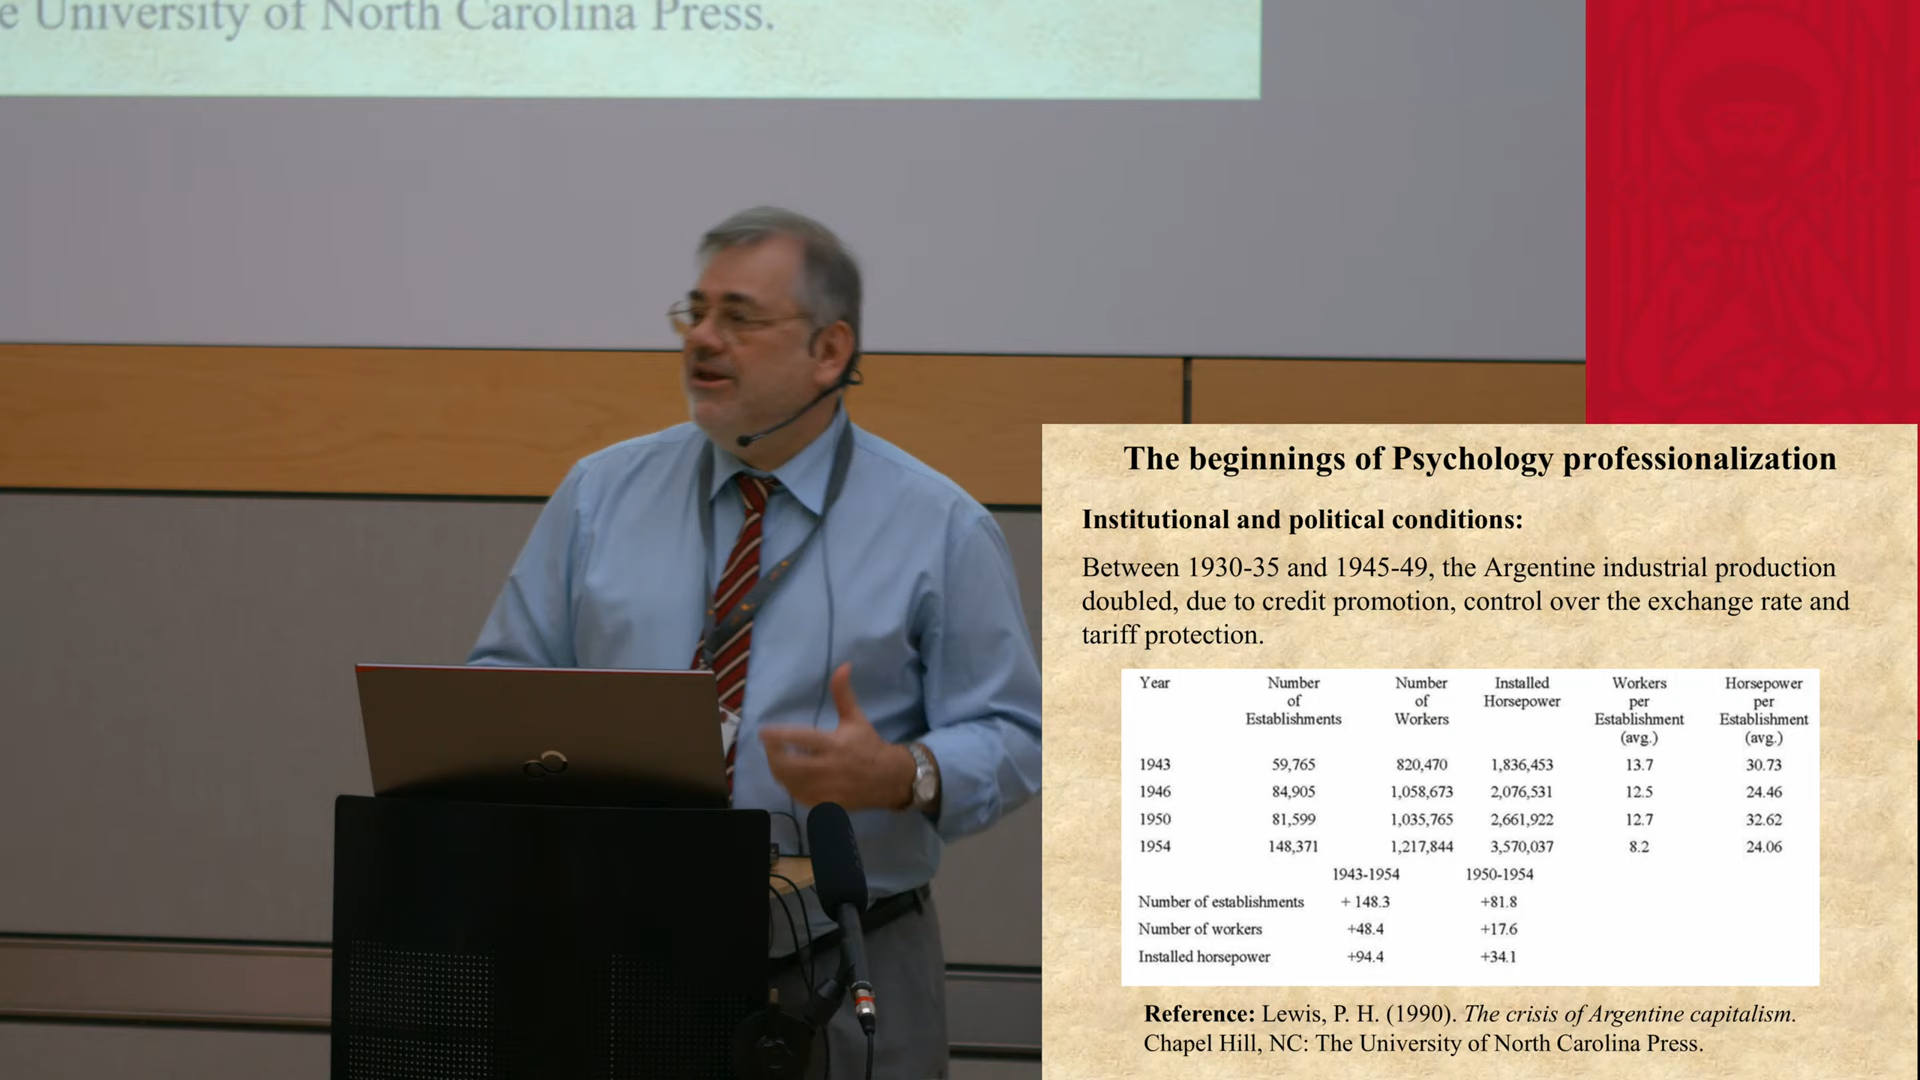 University of North Carolina Press.
The beginnings of Psychology professionalization
Institutional and political conditions:
Between 1930-35 and 1945-49, the Argentine industrial production
doubled, due to credit promotion, control over the exchange rate and
tariff protection.
Year Number of Establishments Number of Workers Installed Horsepower Workers per Establishment (avg.) Horsepower per Establishment (avg.)
1943 59,765 820,470 1,836,453 13.7 30.73
1946 84,905 1,058,673 2,076,531 12.5 24.46
1950 81,599 1,035,765 2,661,922 12.7 32.62
1954 148,371 1,217,844 3,570,037 8.2 24.06
1943-1954 1950-1954
Number of establishments + 148.3 +81.8
Number of workers +48.4 +17.6
Installed horsepower +94.4 +34.1
Reference: Lewis, P. H. (1990). The crisis of Argentine capitalism.
Chapel Hill, NC: The University of North Carolina Press.